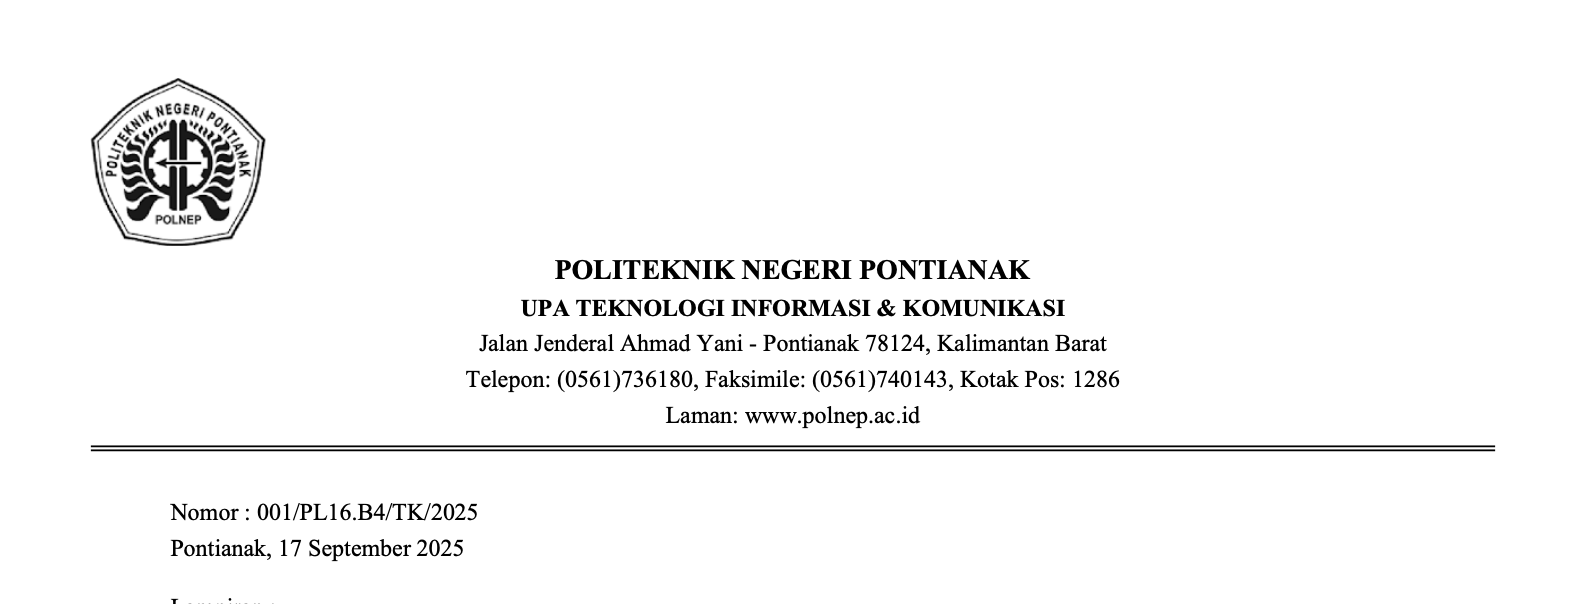 POLITEKNIK NEGERI PONTIANAK
POLNEP
POLITEKNIK NEGERI PONTIANAK
UPA TEKNOLOGI INFORMASI & KOMUNIKASI
Jalan Jenderal Ahmad Yani - Pontianak 78124, Kalimantan Barat
Telepon: (0561)736180, Faksimile: (0561)740143, Kotak Pos: 1286
Laman: www.polnep.ac.id
Nomor : 001/PL16.B4/TK/2025
Pontianak, 17 September 2025